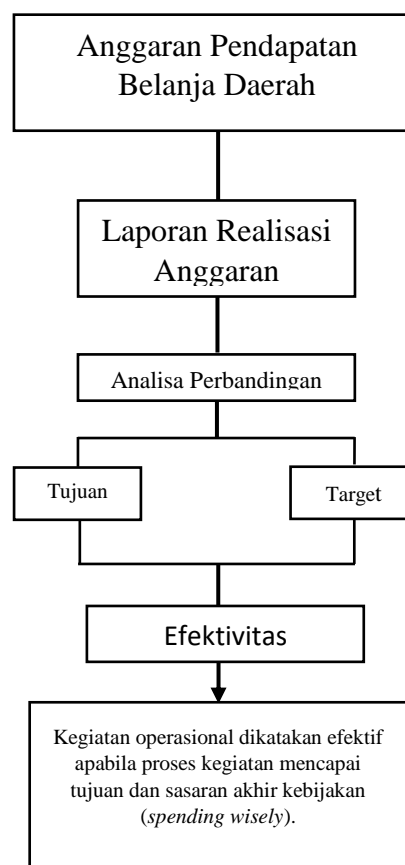 Anggaran Pendapatan
Belanja Daerah
Laporan Realisasi
Anggaran
Analisa Perbandingan
Tujuan
Target
Efektivitas
Kegiatan operasional dikatakan efektif
apabila proses kegiatan mencapai
tujuan dan sasaran akhir kebijakan
(spending wisely).